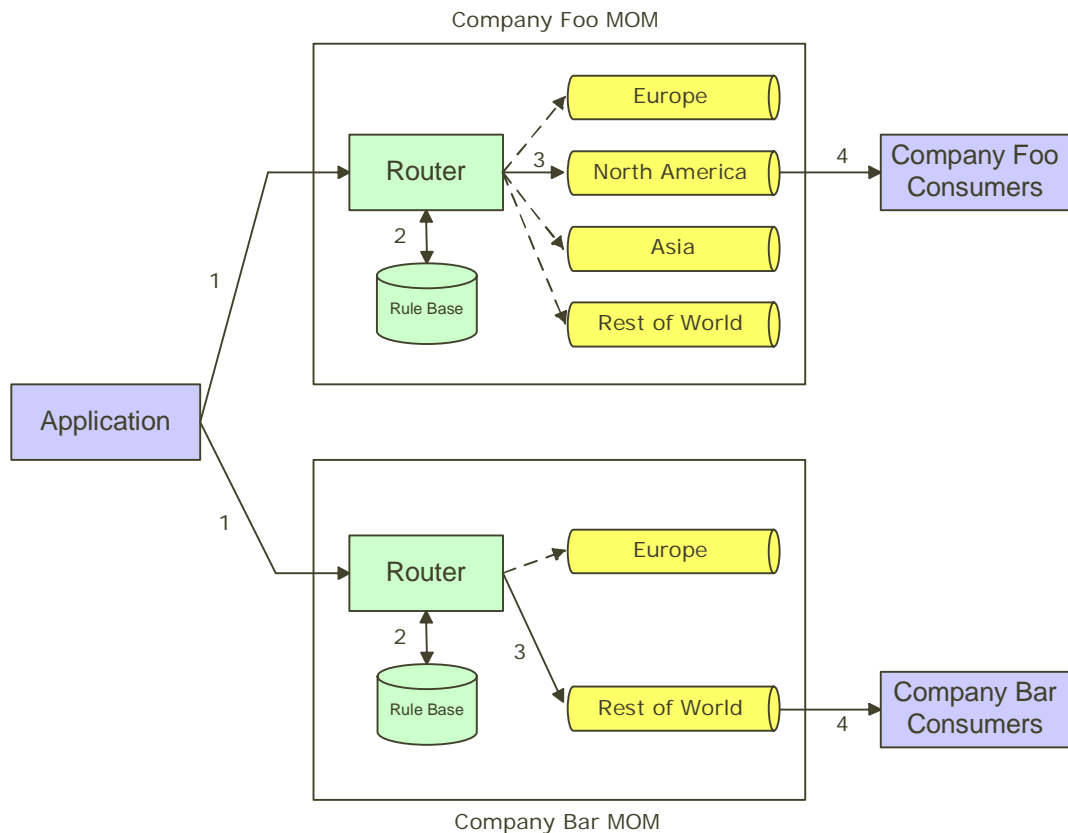 Company Foo MOM
Europe
Router
3
North America
4
Company Foo
Consumers
2
Asia
1
Rule Base
Rest of World
Application
1
Router
Europe
2
3
Rule Base
Rest of World
4
Company Bar
Consumers
Company Bar MOM